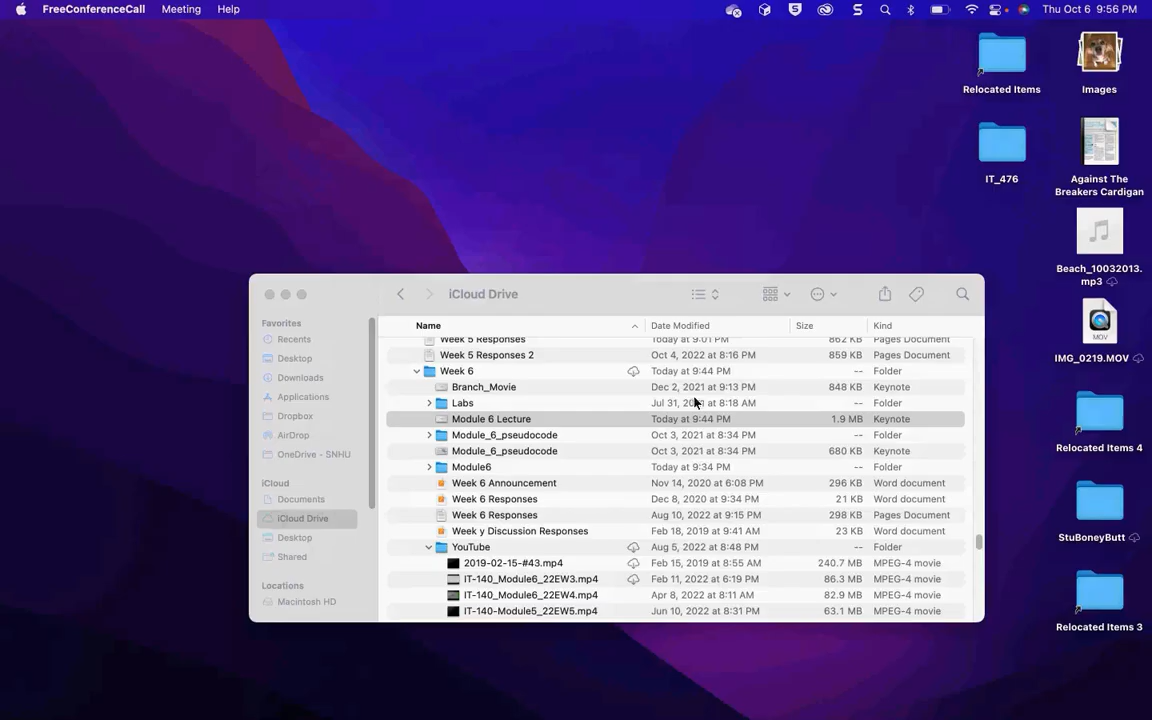 FreeConferenceCall Meeting Help Thu Oct 6 9:56 PM
Relocated Items
Images
IT_476
Against The
Breakers Cardigan
Beach_10032013.
mp3
MOV
IMG_0219.MOV
Relocated Items 4
StuBoneyButt
Relocated Items 3
iCloud Drive
Favorites
Recents
Desktop
Downloads
Applications
Dropbox
AirDrop
OneDrive - SNHU
iCloud
Documents
iCloud Drive
Desktop
Shared
Locations
Macintosh HD
Name Date Modified Size Kind
Week 5 Responses Today at 9:01 PM 862 KB Pages Document
Week 5 Responses 2 Oct 4, 2022 at 8:16 PM 859 KB Pages Document
Week 6 Today at 9:44 PM -- Folder
Branch_Movie Dec 2, 2021 at 9:13 PM 848 KB Keynote
Labs Jul 31, at 8:18 AM -- Folder
Module 6 Lecture Today at 9:44 PM 1.9 MB Keynote
Module_6_pseudocode Oct 3, 2021 at 8:34 PM -- Folder
Module_6_pseudocode Oct 3, 2021 at 8:34 PM 680 KB Keynote
Module6 Today at 9:34 PM -- Folder
Week 6 Announcement Nov 14, 2020 at 6:08 PM 296 KB Word document
Week 6 Responses Dec 8, 2020 at 9:34 PM 21 KB Word document
Week 6 Responses Aug 10, 2022 at 9:15 PM 298 KB Pages Document
Week y Discussion Responses Feb 18, 2019 at 9:41 AM 23 KB Word document
YouTube Aug 5, 2022 at 8:48 PM -- Folder
2019-02-15-#43.mp4 Feb 15, 2019 at 8:55 AM 240.7 MB MPEG-4 movie
IT-140_Module6_22EW3.mp4 Feb 11, 2022 at 6:19 PM 86.3 MB MPEG-4 movie
IT-140_Module6_22EW4.mp4 Apr 8, 2022 at 8:11 AM 82.9 MB MPEG-4 movie
IT-140-Module5_22EW5.mp4 Jun 10, 2022 at 8:31 PM 63.1 MB MPEG-4 movie